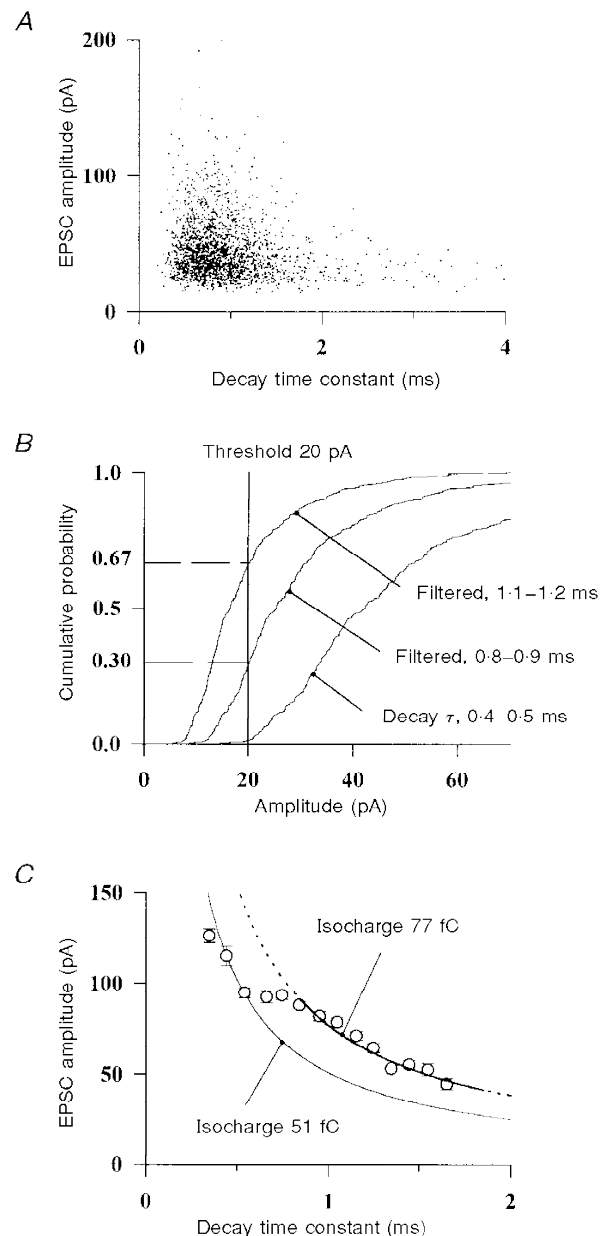 A
200
100
0
EPSC amplitude (pA)
0
2
4
Decay time constant (ms)
B
Threshold 20 pA
1·0
0·67
0·5
0·30
0·0
Cumulative probability
Filtered, 1·1–1·2 ms
Filtered, 0·8–0·9 ms
Decay τ, 0·4 0·5 ms
0
20
40
60
Amplitude (pA)
C
150
100
50
0
EPSC amplitude (pA)
Isocharge 77 fC
Isocharge 51 fC
0
1
2
Decay time constant (ms)